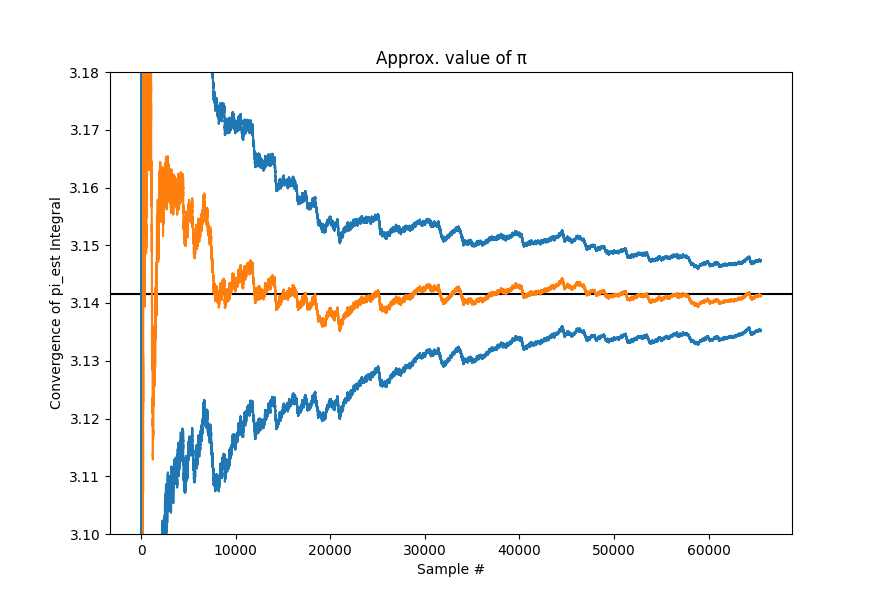 Approx. value of π
Convergence of pi_est Integral
3.18
3.17
3.16
3.15
3.14
3.13
3.12
3.11
3.10
0 10000 20000 30000 40000 50000 60000
Sample #